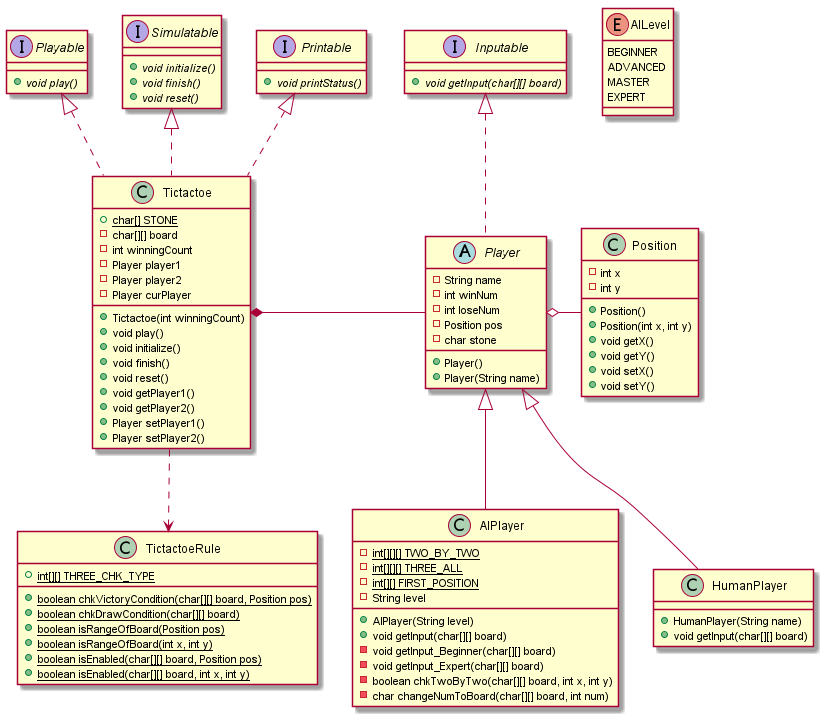 I Playable
void play()
I Simulatable
void initialize()
void finish()
void reset()
I Printable
void printStatus()
I Inputable
void getInput(char[][] board)
E AILevel
BEGINNER
ADVANCED
MASTER
EXPERT
C Tictactoe
char[] STONE
char[][] board
int winningCount
Player player1
Player player2
Player curPlayer
Tictactoe(int winningCount)
void play()
void initialize()
void finish()
void reset()
void getPlayer1()
void getPlayer2()
Player setPlayer1()
Player setPlayer2()
A Player
String name
int winNum
int loseNum
Position pos
char stone
Player()
Player(String name)
C Position
int x
int y
Position()
Position(int x, int y)
void getX()
void getY()
void setX()
void setY()
C TictactoeRule
int[][] THREE_CHK_TYPE
boolean chkVictoryCondition(char[][] board, Position pos)
boolean chkDrawCondition(char[][] board)
boolean isRangeOfBoard(Position pos)
boolean isRangeOfBoard(int x, int y)
boolean isEnabled(char[][] board, Position pos)
boolean isEnabled(char[][] board, int x, int y)
C AIPlayer
int[][][] TWO_BY_TWO
int[][][] THREE_ALL
int[][] FIRST_POSITION
String level
AIPlayer(String level)
void getInput(char[][] board)
void getInput_Beginner(char[][] board)
void getInput_Expert(char[][] board)
boolean chkTwoByTwo(char[][] board, int x, int y)
char changeNumToBoard(char[][] board, int num)
C HumanPlayer
HumanPlayer(String name)
void getInput(char[][] board)